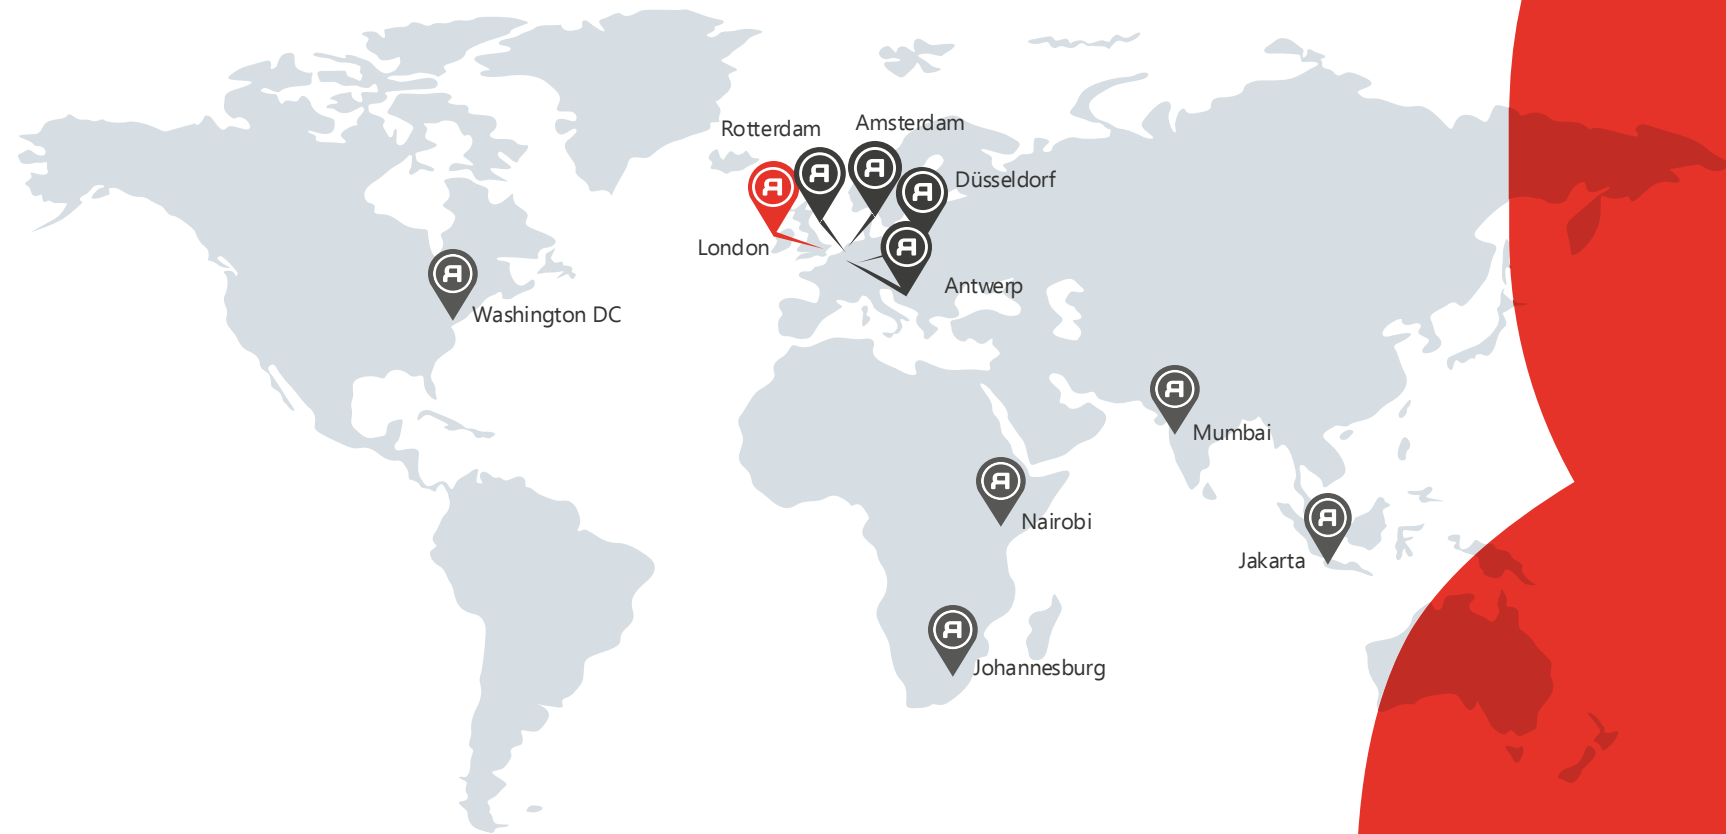 Rotterdam
Amsterdam
Düsseldorf
London
Antwerp
Washington DC
Mumbai
Nairobi
Jakarta
Johannesburg